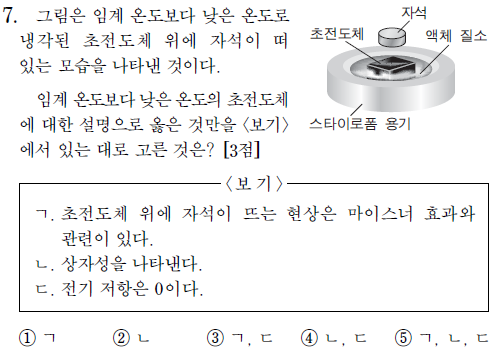 7. 그림은 임계 온도보다 낮은 온도로
냉각된 초전도체 위에 자석이 떠
있는 모습을 나타낸 것이다.
자석
초전도체
액체 질소
스타이로폼 용기
임계 온도보다 낮은 온도의 초전도체
에 대한 설명으로 옳은 것만을 <보기>
에서 있는 대로 고른 것은? [3점]
<보 기>
ㄱ. 초전도체 위에 자석이 뜨는 현상은 마이스너 효과와
관련이 있다.
ㄴ. 상자성을 나타낸다.
ㄷ. 전기 저항은 0이다.
① ㄱ ② ㄴ ③ ㄱ, ㄷ ④ ㄴ, ㄷ ⑤ ㄱ, ㄴ, ㄷ